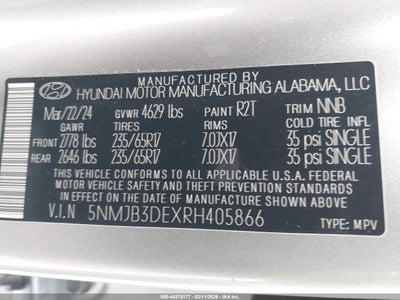 MANUFACTURED BY
HYUNDAI MOTOR MANUFACTURING ALABAMA, LLC
Mar/22/24 GVWR 4629 lbs PAINT R2T TRIM NNB
GAWR TIRES RIMS COLD TIRE INFL
FRONT 2778 lbs 235/65R17 7.0JX17 35 psi SINGLE
REAR 2646 lbs 235/65R17 7.0JX17 35 psi SINGLE
THIS VEHICLE CONFORMS TO ALL APPLICABLE U.S.A. FEDERAL
MOTOR VEHICLE SAFETY, BUMPER, AND THEFT
PREVENTION STANDARDS IN EFFECT ON THE DATE OF
MANUFACTURE SHOWN ABOVE.
V.I.N 5NMJB3DEXRH405866 TYPE: MPV